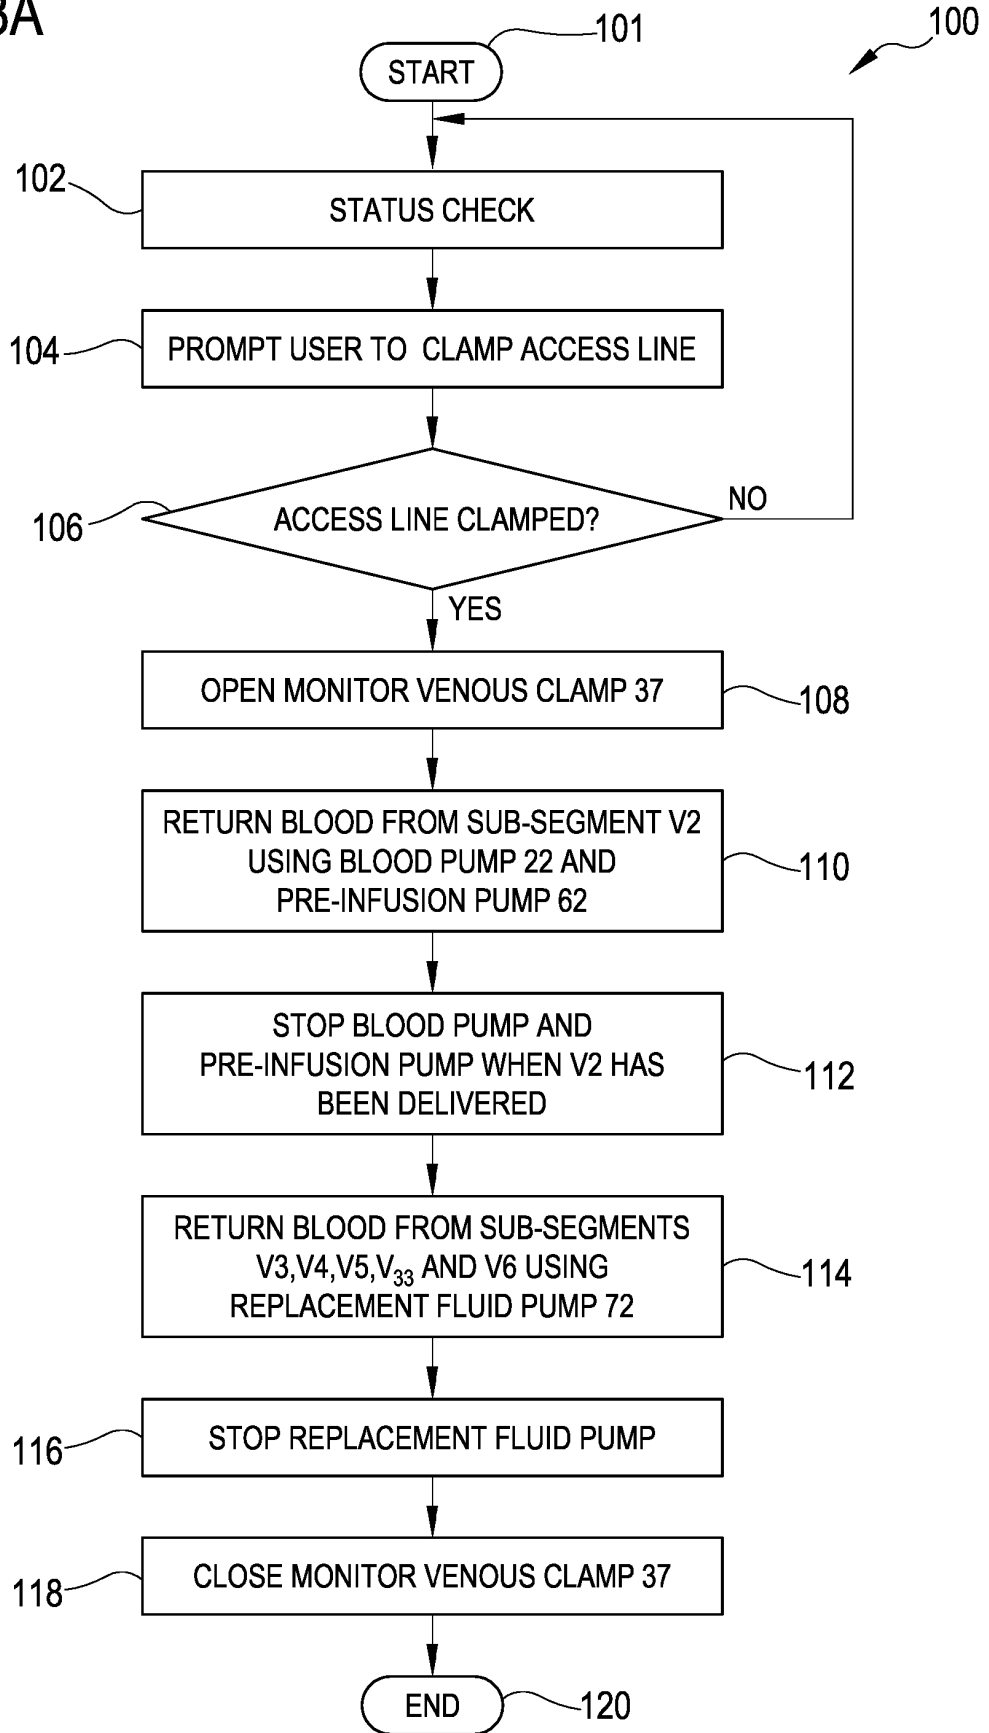 3A
101
100
START
102
STATUS CHECK
104
PROMPT USER TO CLAMP ACCESS LINE
106
ACCESS LINE CLAMPED?
NO
YES
OPEN MONITOR VENOUS CLAMP 37
108
RETURN BLOOD FROM SUB-SEGMENT V2
USING BLOOD PUMP 22 AND
PRE-INFUSION PUMP 62
110
STOP BLOOD PUMP AND
PRE-INFUSION PUMP WHEN V2 HAS
BEEN DELIVERED
112
RETURN BLOOD FROM SUB-SEGMENTS
V3,V4,V5,V33 AND V6 USING
REPLACEMENT FLUID PUMP 72
114
116
STOP REPLACEMENT FLUID PUMP
118
CLOSE MONITOR VENOUS CLAMP 37
END
120